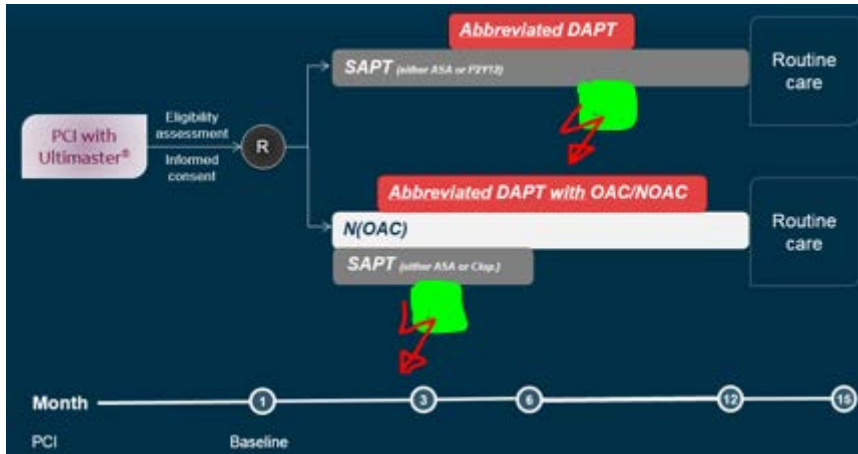 Abbreviated DAPT
SAPT (either ASA or P2Y12)
Routine
care
PCI with
Ultimaster®
Eligibility
assessment
Informed
consent
R
Abbreviated DAPT with OAC/NOAC
N(OAC)
SAPT (either ASA or Clop.)
Routine
care
Month 1 3 6 12 15
PCI Baseline